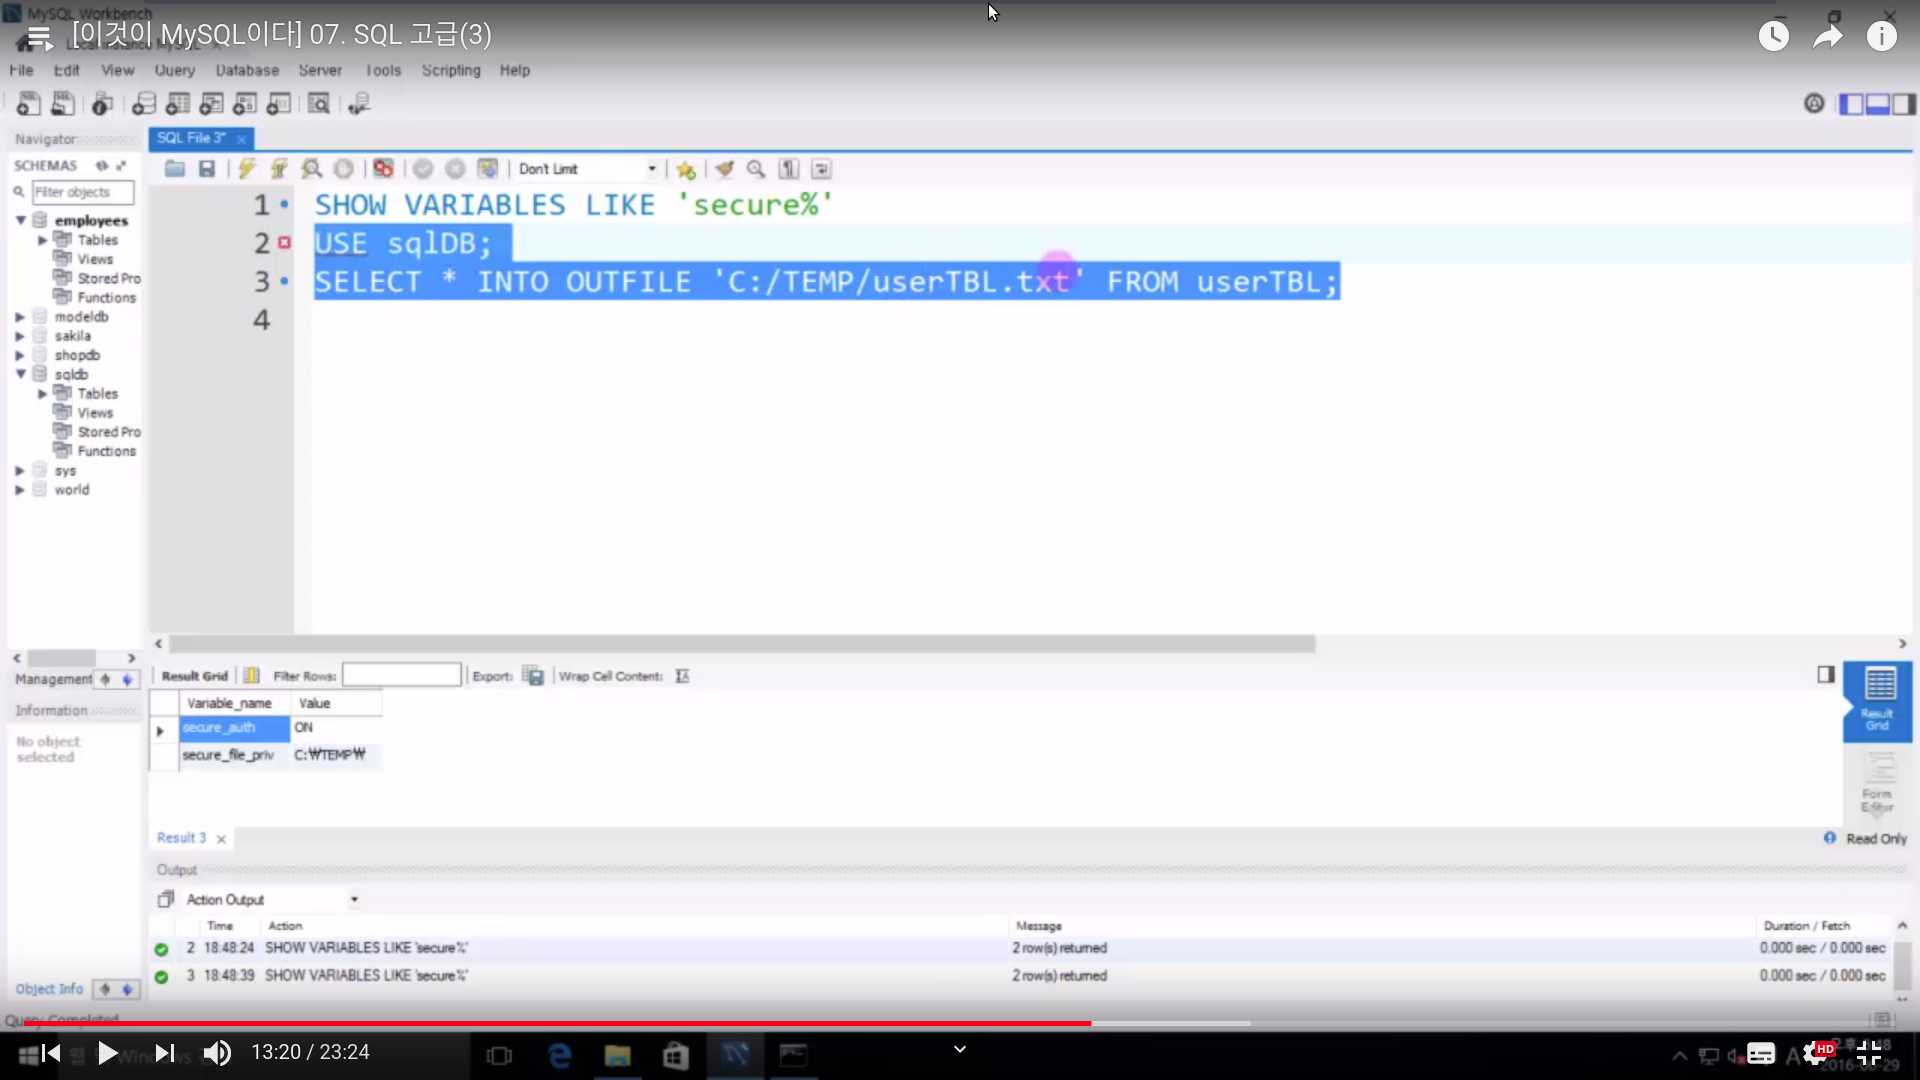 MySQL Workbench
[이것이 MySQL이다] 07. SQL 고급(3)
File Edit View Query Database Server Tools Scripting Help
Navigator
SQL File 3*
SCHEMAS
Don't Limit
Filter objects
1 SHOW VARIABLES LIKE 'secure%'
2 USE sqlDB;
3 SELECT * INTO OUTFILE 'C:/TEMP/userTBL.txt' FROM userTBL;
4
employees
Tables
Views
Stored Pro
Functions
modeldb
sakila
shopdb
sqldb
Tables
Views
Stored Pro
Functions
sys
world
Management
Information
No object
selected
Result Grid Filter Rows: Export: Wrap Cell Content:
Variable_name Value
secure_auth ON
secure_file_priv C:₩TEMP₩
Result
Grid
Form
Editor
Result 3
Read Only
Output
Action Output
Time Action Message Duration / Fetch
2 18:48:24 SHOW VARIABLES LIKE 'secure%' 2 row(s) returned 0.000 sec / 0.000 sec
3 18:48:39 SHOW VARIABLES LIKE 'secure%' 2 row(s) returned 0.000 sec / 0.000 sec
Object Info
Query Completed
13:20 / 23:24
HD